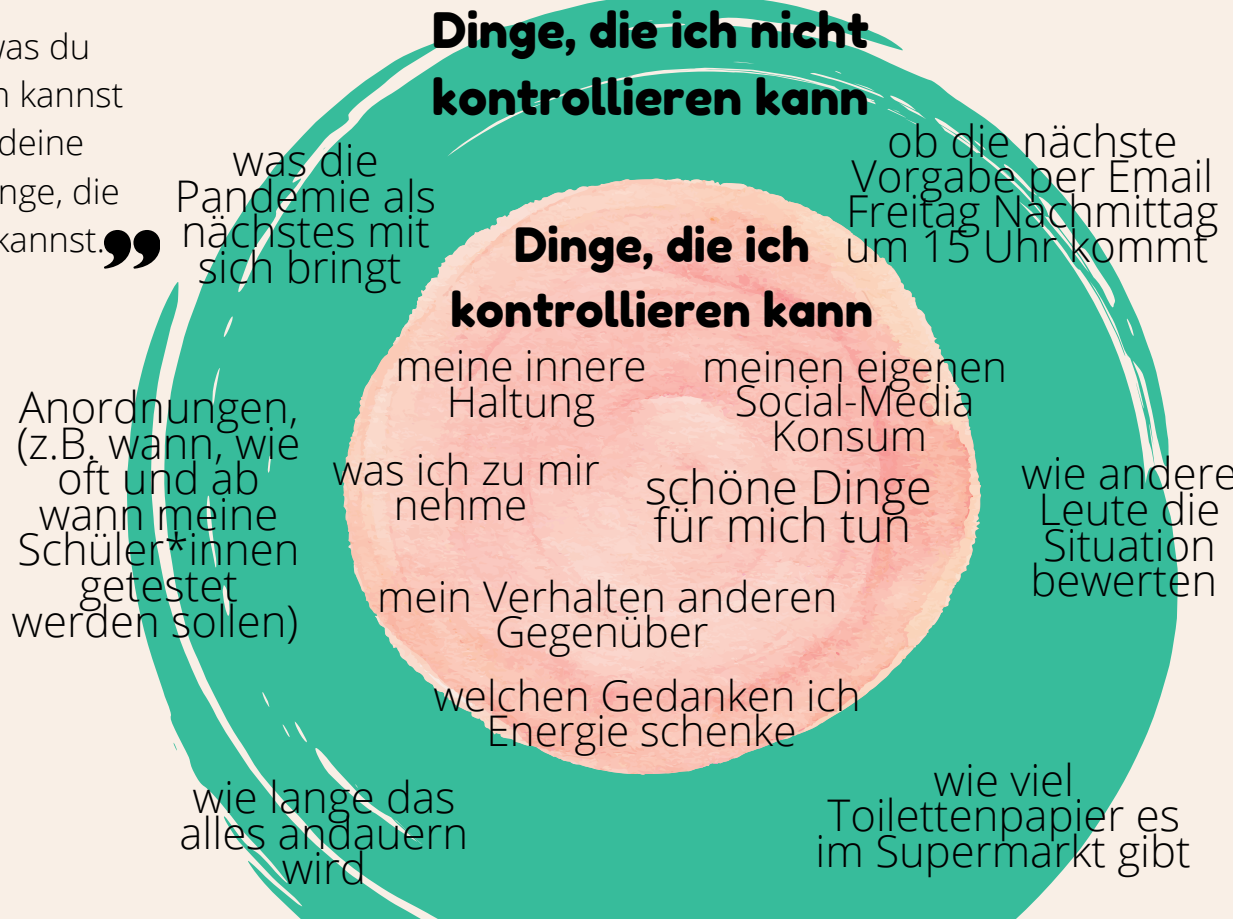 was du
kannst
deine
die
kannst.
Dinge, die ich nicht
kontrollieren kann
was die
Pandemie als
nächstes mit
sich bringt
ob die nächste
Vorgabe per Email
Freitag Nachmittag
um 15 Uhr kommt
Dinge, die ich
kontrollieren kann
meine innere
Haltung
meinen eigenen
Social-Media
Konsum
was ich zu mir
nehme
schöne Dinge
für mich tun
mein Verhalten anderen
Gegenüber
welchen Gedanken ich
Energie schenke
Anordnungen,
(z.B. wann, wie
oft und ab
wann meine
Schüler*innen
getestet
werden sollen)
wie andere
Leute die
Situation
bewerten
wie lange das
alles andauern
wird
wie viel
Toilettenpapier es
im Supermarkt gibt